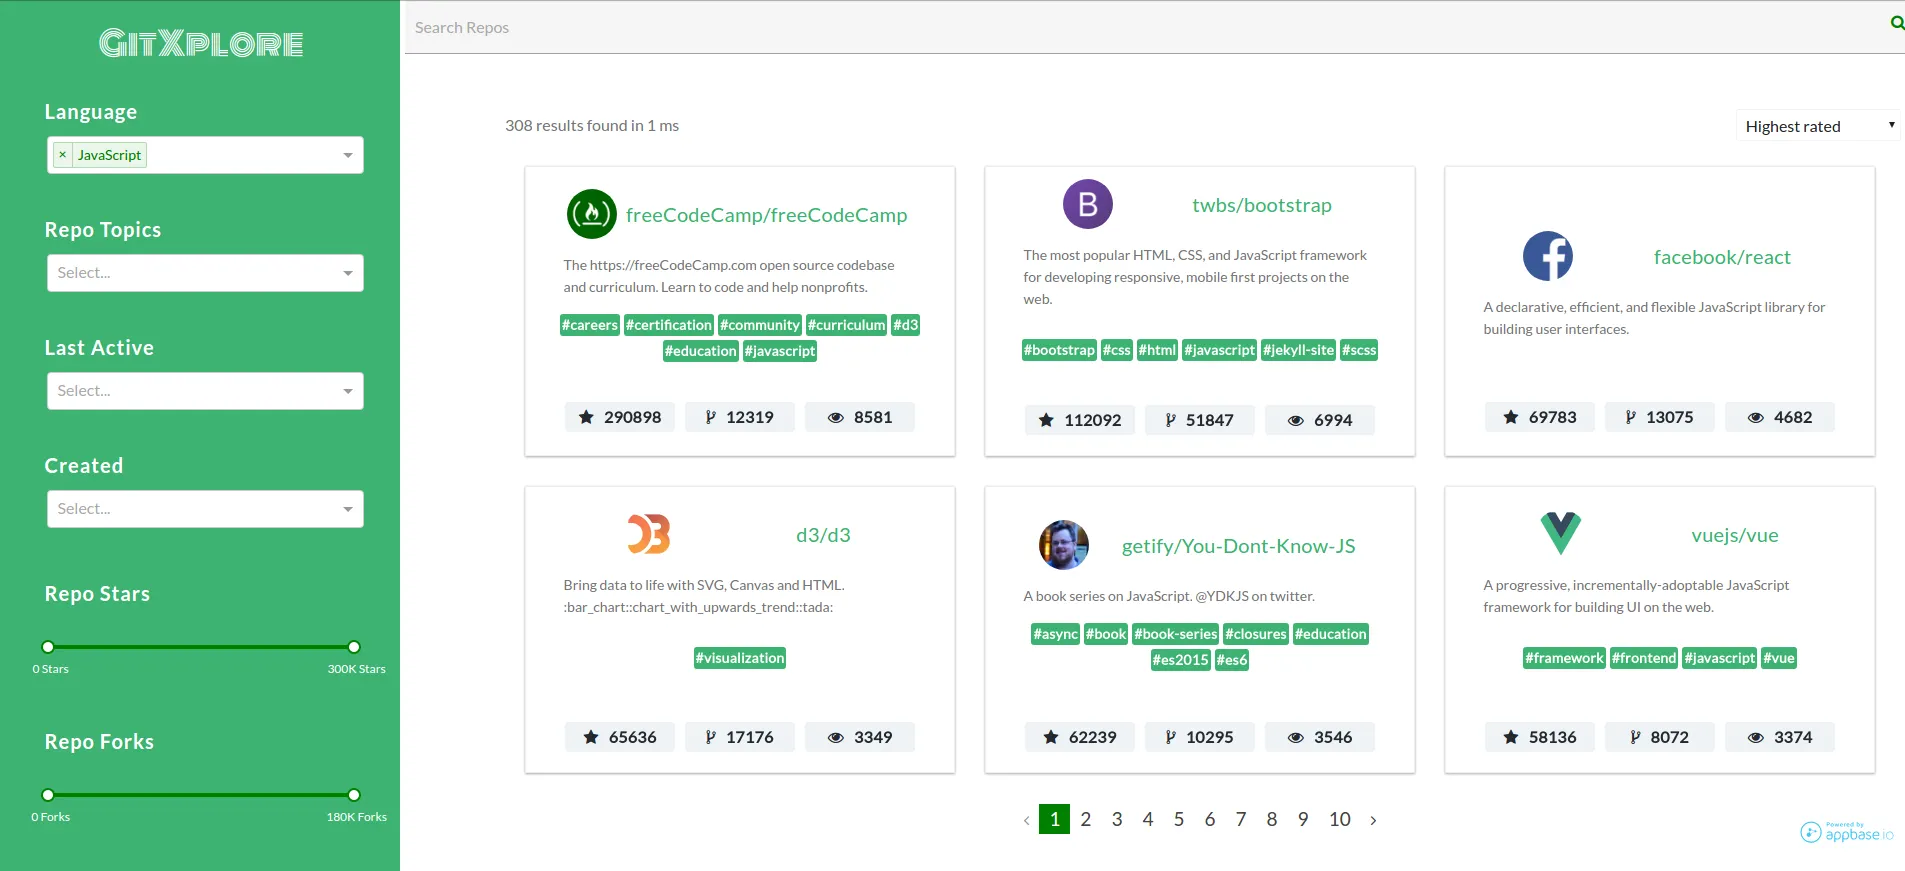 GitXplore
Language
× JavaScript
Repo Topics
Select...
Last Active
Select...
Created
Select...
Repo Stars
0 Stars
300K Stars
Repo Forks
0 Forks
180K Forks
Search Repos
308 results found in 1 ms
Highest rated
freeCodeCamp/freeCodeCamp
The https://freeCodeCamp.com open source codebase
and curriculum. Learn to code and help nonprofits.
#careers #certification #community #curriculum #d3
#education #javascript
290898 12319 8581
B
twbs/bootstrap
The most popular HTML, CSS, and JavaScript framework
for developing responsive, mobile first projects on the
web.
#bootstrap #css #html #javascript #jekyll-site #scss
112092 51847 6994
f
facebook/react
A declarative, efficient, and flexible JavaScript library for
building user interfaces.
69783 13075 4682
d3/d3
Bring data to life with SVG, Canvas and HTML.
:bar_chart::chart_with_upwards_trend::tada:
#visualization
65636 17176 3349
getify/You-Dont-Know-JS
A book series on JavaScript. @YDKJS on twitter.
#async #book #book-series #closures #education
#es2015 #es6
62239 10295 3546
vuejs/vue
A progressive, incrementally-adoptable JavaScript
framework for building UI on the web.
#framework #frontend #javascript #vue
58136 8072 3374
‹ 1 2 3 4 5 6 7 8 9 10 ›
Powered by
appbase io